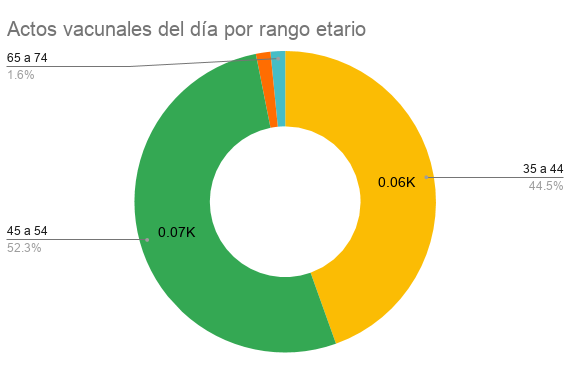 Actos vacunales del día por rango etario
65 a 74
1.6%
35 a 44
44.5%
0.06K
0.07K
45 a 54
52.3%